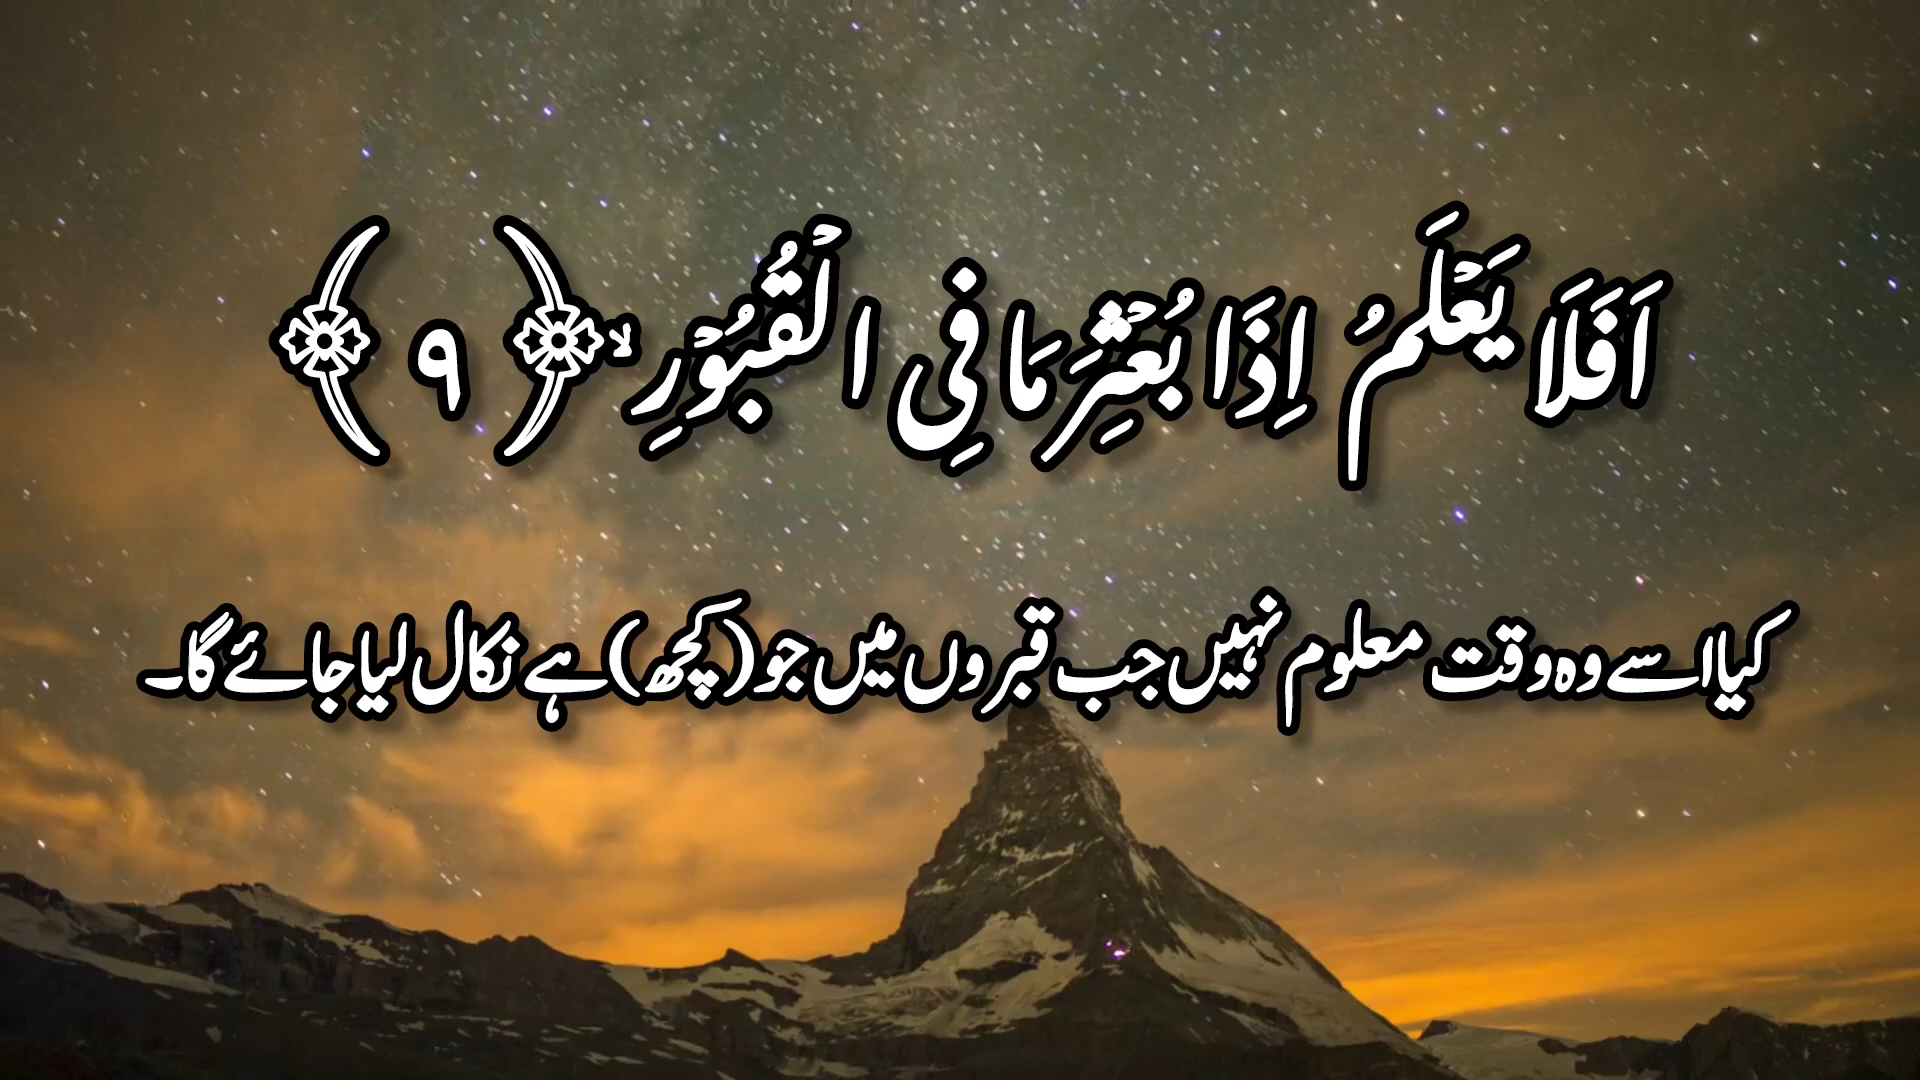 اَفَلَا يَعۡلَمُ اِذَا بُعۡثِرَ مَا فِى الۡقُبُوۡرِۙ ﴿۹﴾
کیا اسے وہ وقت معلوم نہیں جب قبروں میں جو (کچھ) ہے نکال لیا جائے گا۔